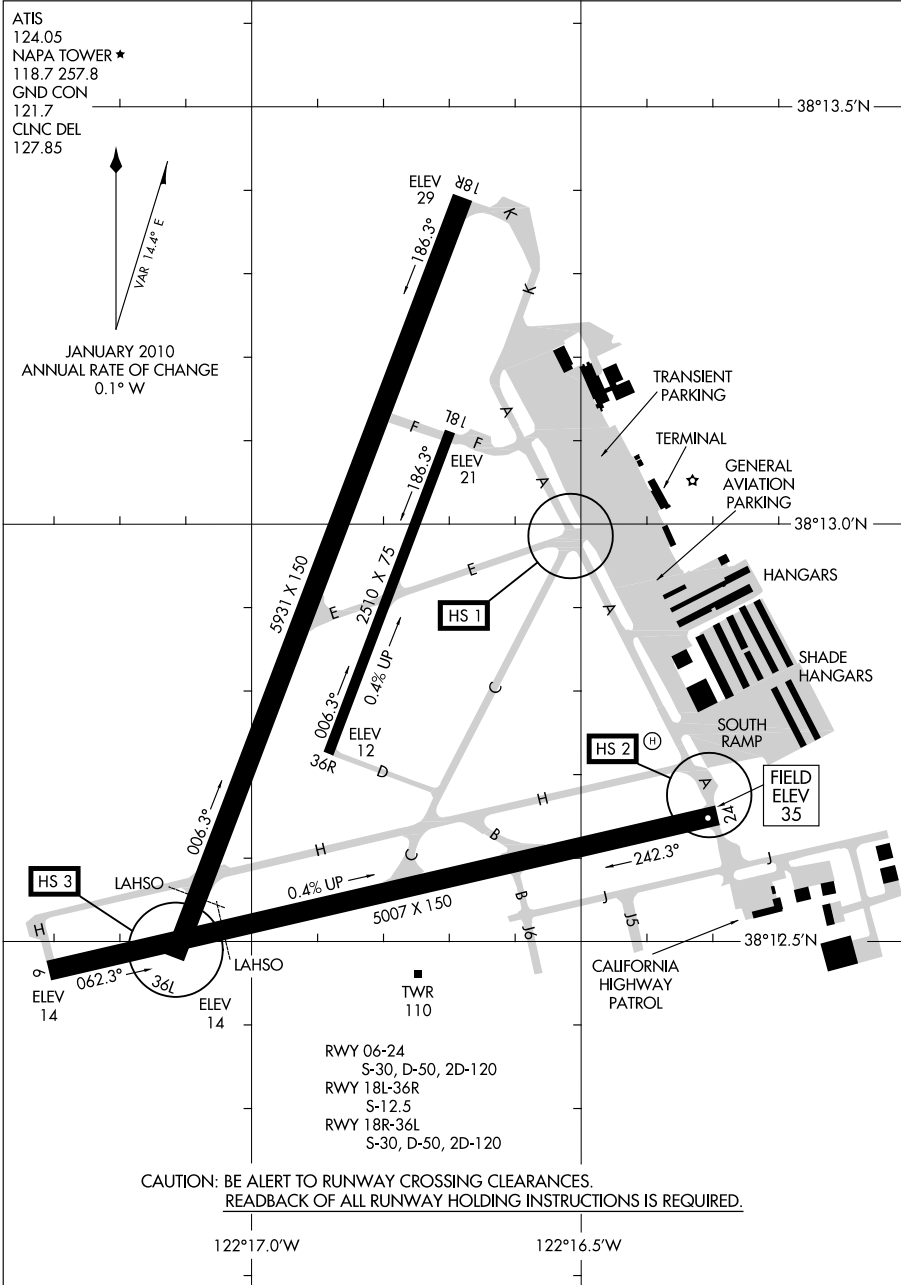 ATIS
124.05
NAPA TOWER ★
118.7 257.8
GND CON
121.7
CLNC DEL
127.85
38°13.5'N
VAR 14.4° E
JANUARY 2010
ANNUAL RATE OF CHANGE
0.1° W
ELEV
29
18R
186.3°
K
K
TRANSIENT
PARKING
TERMINAL
GENERAL
AVIATION
PARKING
A
F
F
18L
ELEV
21
186.3°
A
38°13.0'N
5931 X 150
2510 X 75
E
E
HS 1
A
HANGARS
SHADE
HANGARS
006.3°
0.4% UP
C
36R
ELEV
12
D
SOUTH
RAMP
HS 2
H
A
FIELD
ELEV
35
24
006.3°
H
H
B
C
242.3°
0.4% UP
5007 X 150
HS 3
LAHSO
LAHSO
H
B
J
J
J5
J6
38°12.5'N
6
062.3°
36L
ELEV
14
ELEV
14
TWR
110
CALIFORNIA
HIGHWAY
PATROL
RWY 06-24
S-30, D-50, 2D-120
RWY 18L-36R
S-12.5
RWY 18R-36L
S-30, D-50, 2D-120
CAUTION: BE ALERT TO RUNWAY CROSSING CLEARANCES.
READBACK OF ALL RUNWAY HOLDING INSTRUCTIONS IS REQUIRED.
122°17.0'W
122°16.5'W